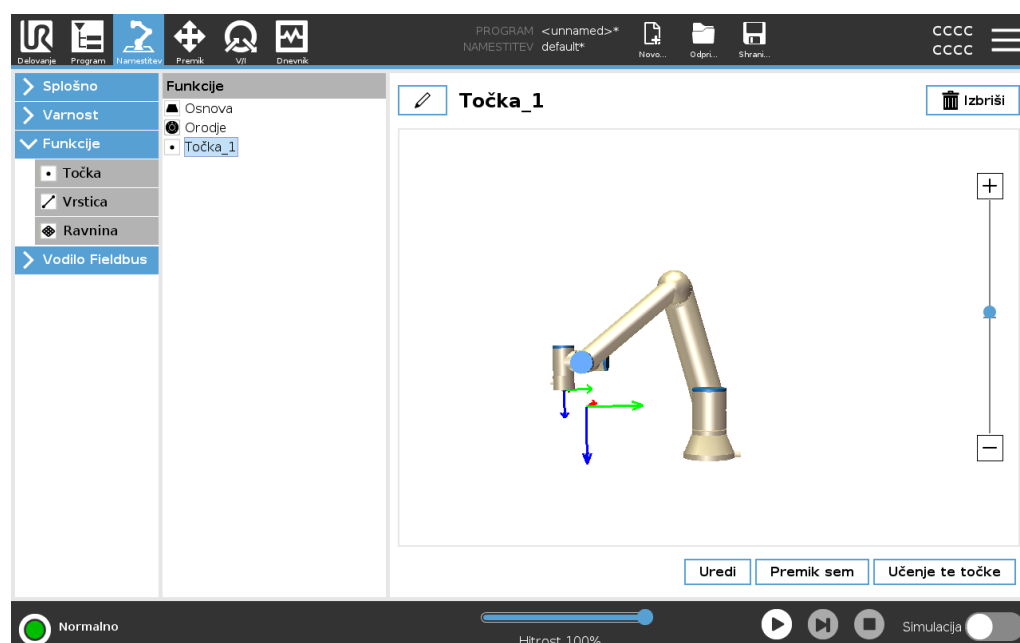 UR
PROGRAM <unnamed>*
NAMESTITEV default*
Delovanje Program Namestitev Premik V/I Dnevnik Novo... Odpri... Shrani...
CCCC
CCCC
Splošno
Varnost
Funkcije
Točka
Vrstica
Ravnina
Vodilo Fieldbus
Funkcije
Osnova
Orodje
Točka_1
Točka_1
Izbriši
Uredi Premik sem Učenje te točke
Normalno
Hitrost 100%
Simulacija